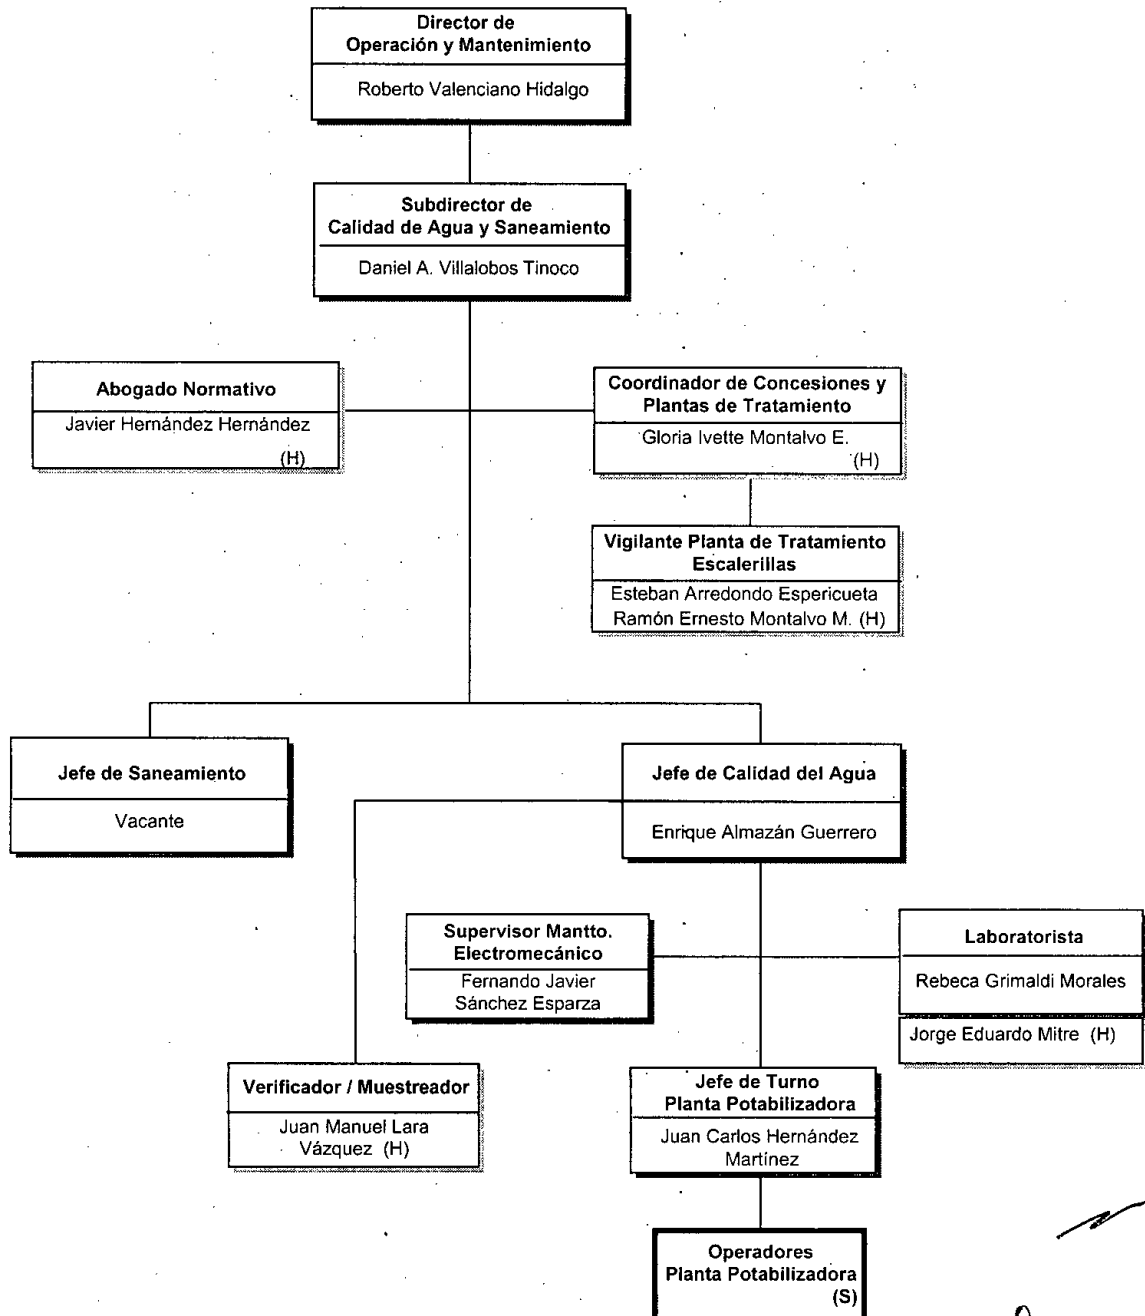 Director de
Operación y Mantenimiento
Roberto Valenciano Hidalgo
Subdirector de
Calidad de Agua y Saneamiento
Daniel A. Villalobos Tinoco
Abogado Normativo
Javier Hernández Hernández
(H)
Coordinador de Concesiones y
Plantas de Tratamiento
Gloria Ivette Montalvo E.
(H)
Vigilante Planta de Tratamiento
Escalerillas
Esteban Arredondo Espericueta
Ramón Ernesto Montalvo M. (H)
Jefe de Saneamiento
Vacante
Jefe de Calidad del Agua
Enrique Almazán Guerrero
Supervisor Mantto.
Electromecánico
Fernando Javier
Sánchez Esparza
Laboratorista
Rebeca Grimaldi Morales
Jorge Eduardo Mitre (H)
Verificador / Muestreador
Juan Manuel Lara
Vázquez (H)
Jefe de Turno
Planta Potabilizadora
Juan Carlos Hernández
Martínez
Operadores
Planta Potabilizadora
(S)